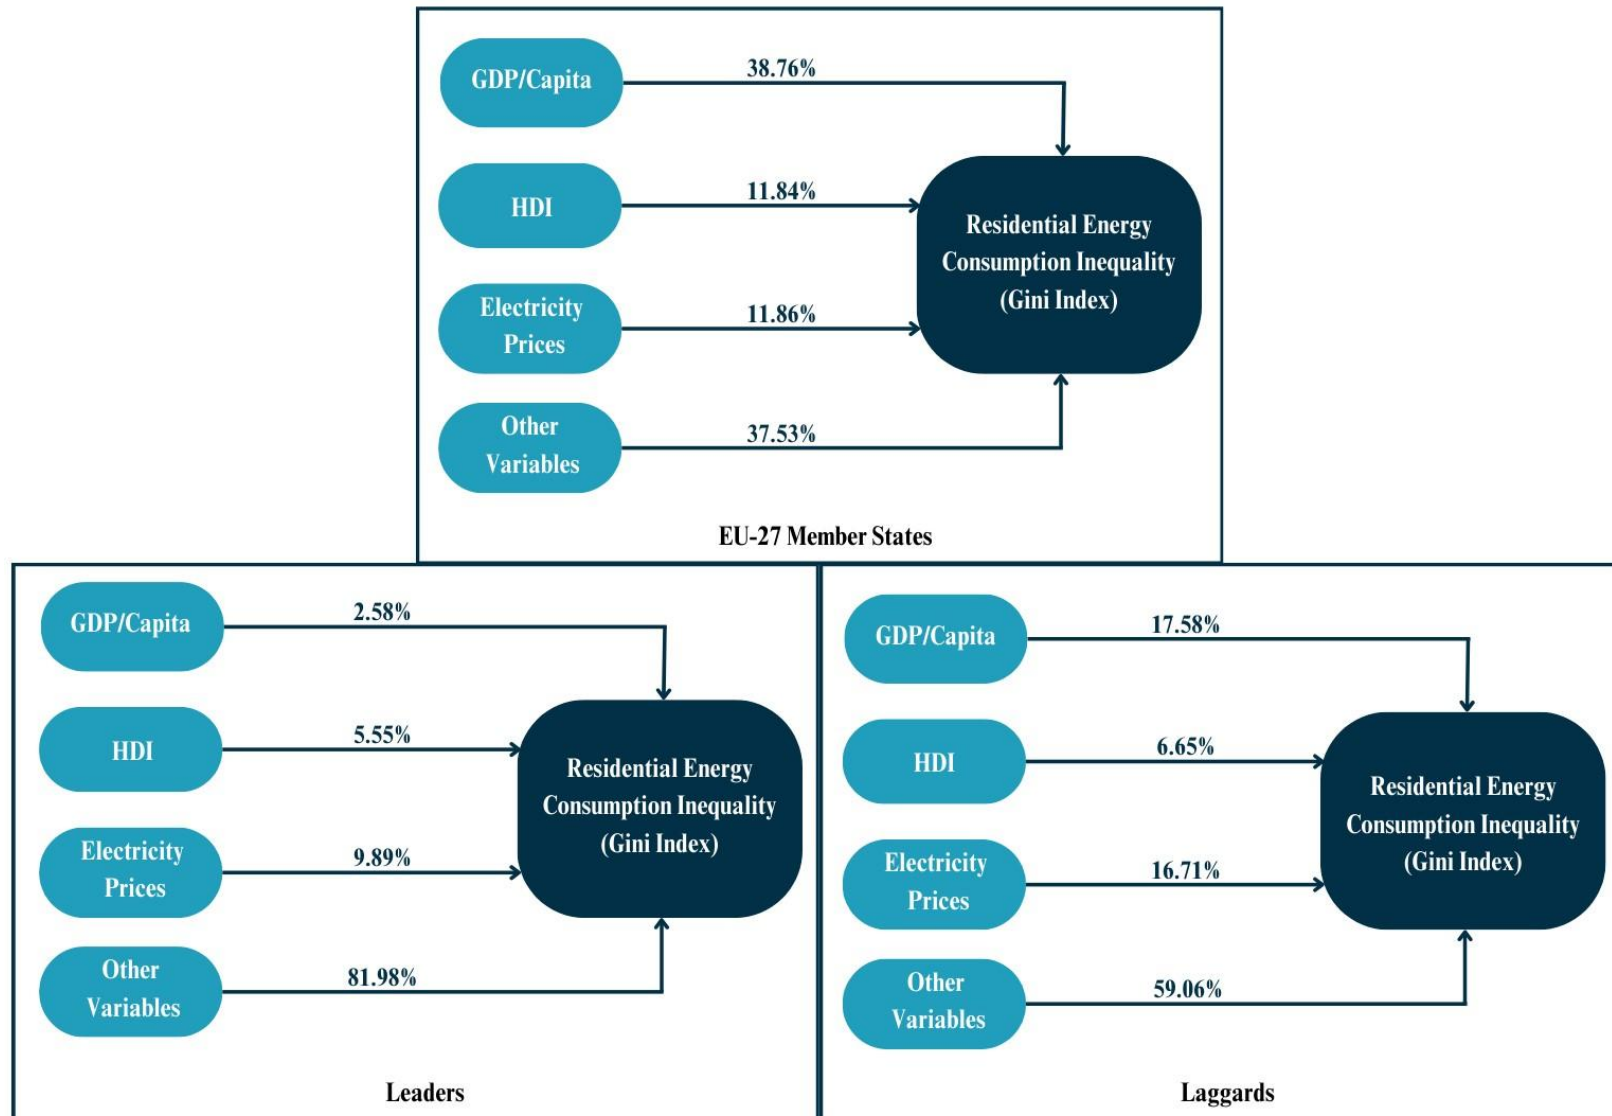 GDP/Capita
38.76%
HDI
11.84%
Electricity
Prices
11.86%
Other
Variables
37.53%
Residential Energy
Consumption Inequality
(Gini Index)
EU-27 Member States
GDP/Capita
2.58%
HDI
5.55%
Electricity
Prices
9.89%
Other
Variables
81.98%
Residential Energy
Consumption Inequality
(Gini Index)
Leaders
GDP/Capita
17.58%
HDI
6.65%
Electricity
Prices
16.71%
Other
Variables
59.06%
Residential Energy
Consumption Inequality
(Gini Index)
Laggards